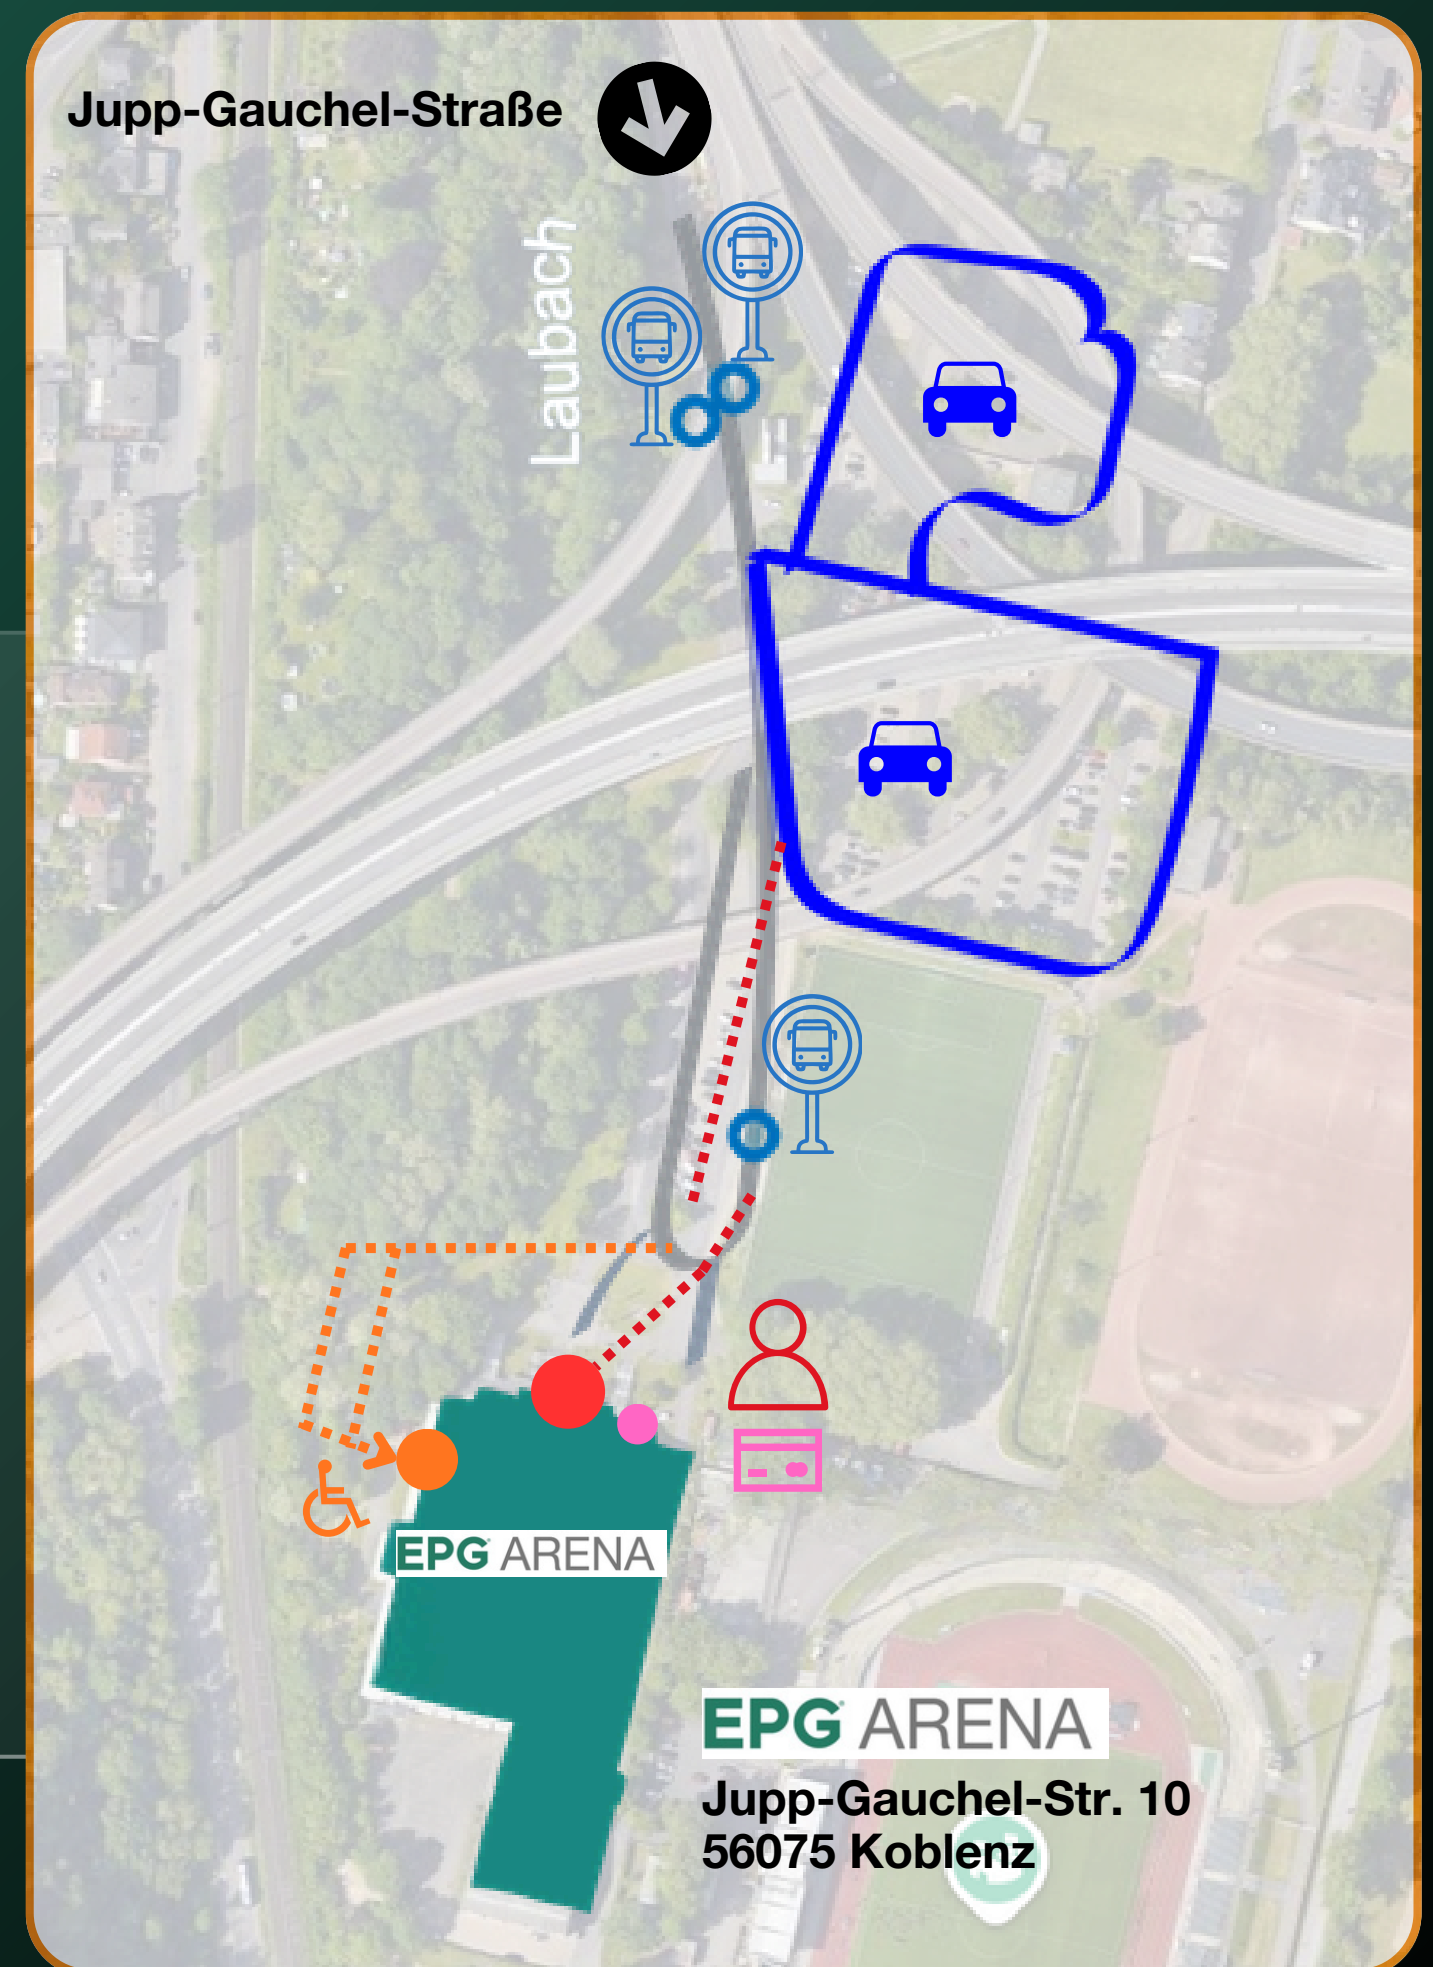 Jupp-Gauchel-Straße
Laubach
EPG ARENA
EPG ARENA
Jupp-Gauchel-Str. 10
56075 Koblenz